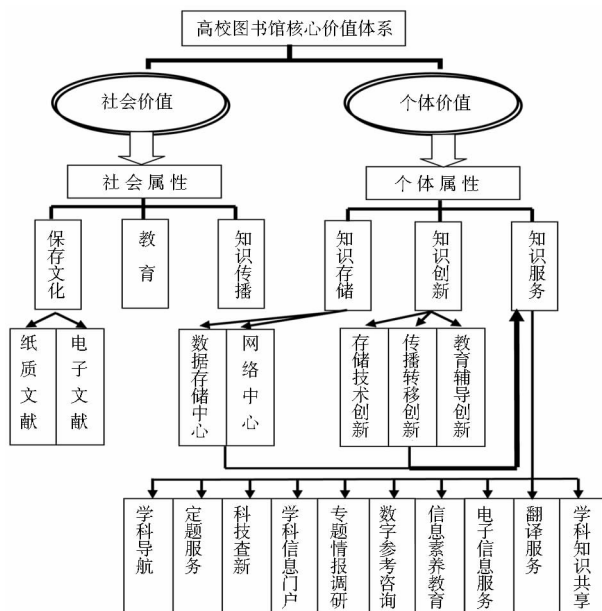 高校图书馆核心价值体系
社会价值
个体价值
社会属性
个体属性
保存文化
教育
知识传播
知识存储
知识创新
知识服务
纸质文献
电子文献
数据存储中心
网络中心
存储技术创新
传播转移创新
教育辅导创新
学科导航
定题服务
科技查新
学科信息门户
专题情报调研
数字参考咨询
信息素养教育
电子信息服务
翻译服务
学科知识共享